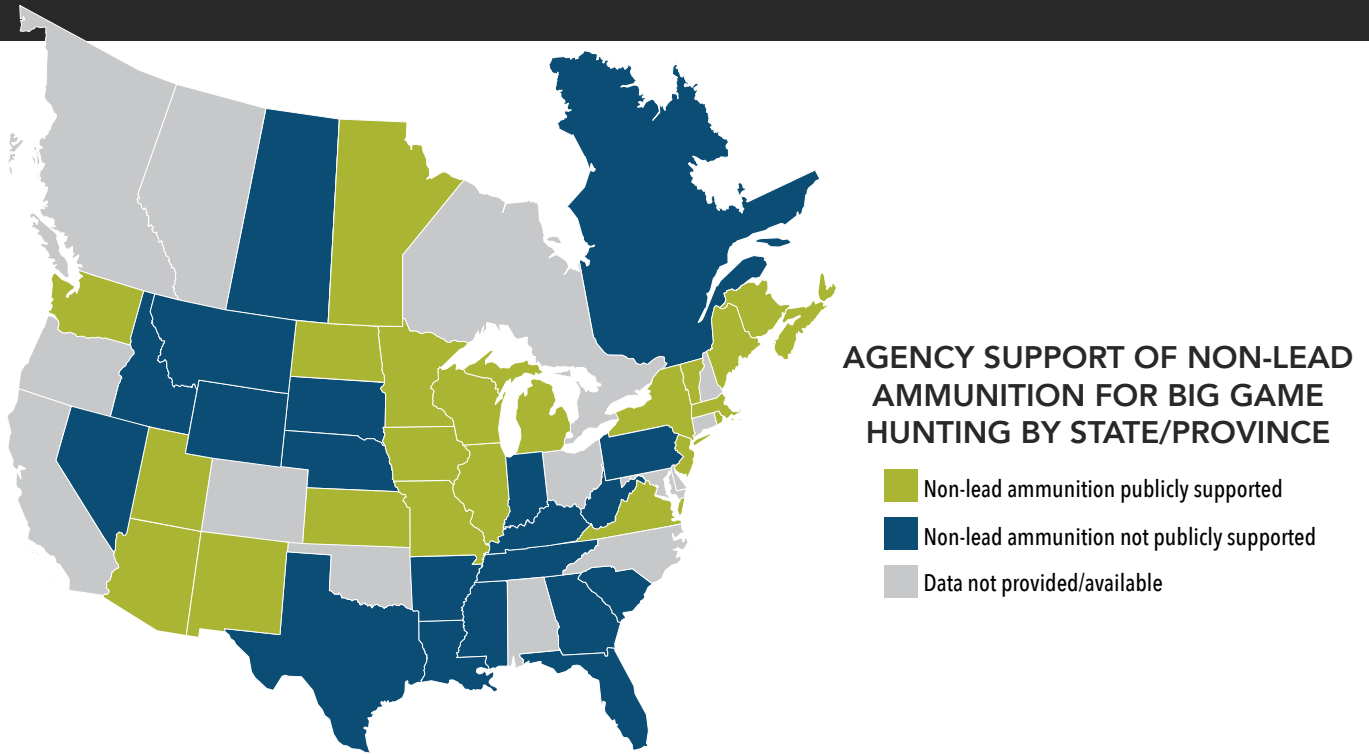 AGENCY SUPPORT OF NON-LEAD
AMMUNITION FOR BIG GAME
HUNTING BY STATE/PROVINCE
Non-lead ammunition publicly supported
Non-lead ammunition not publicly supported
Data not provided/available